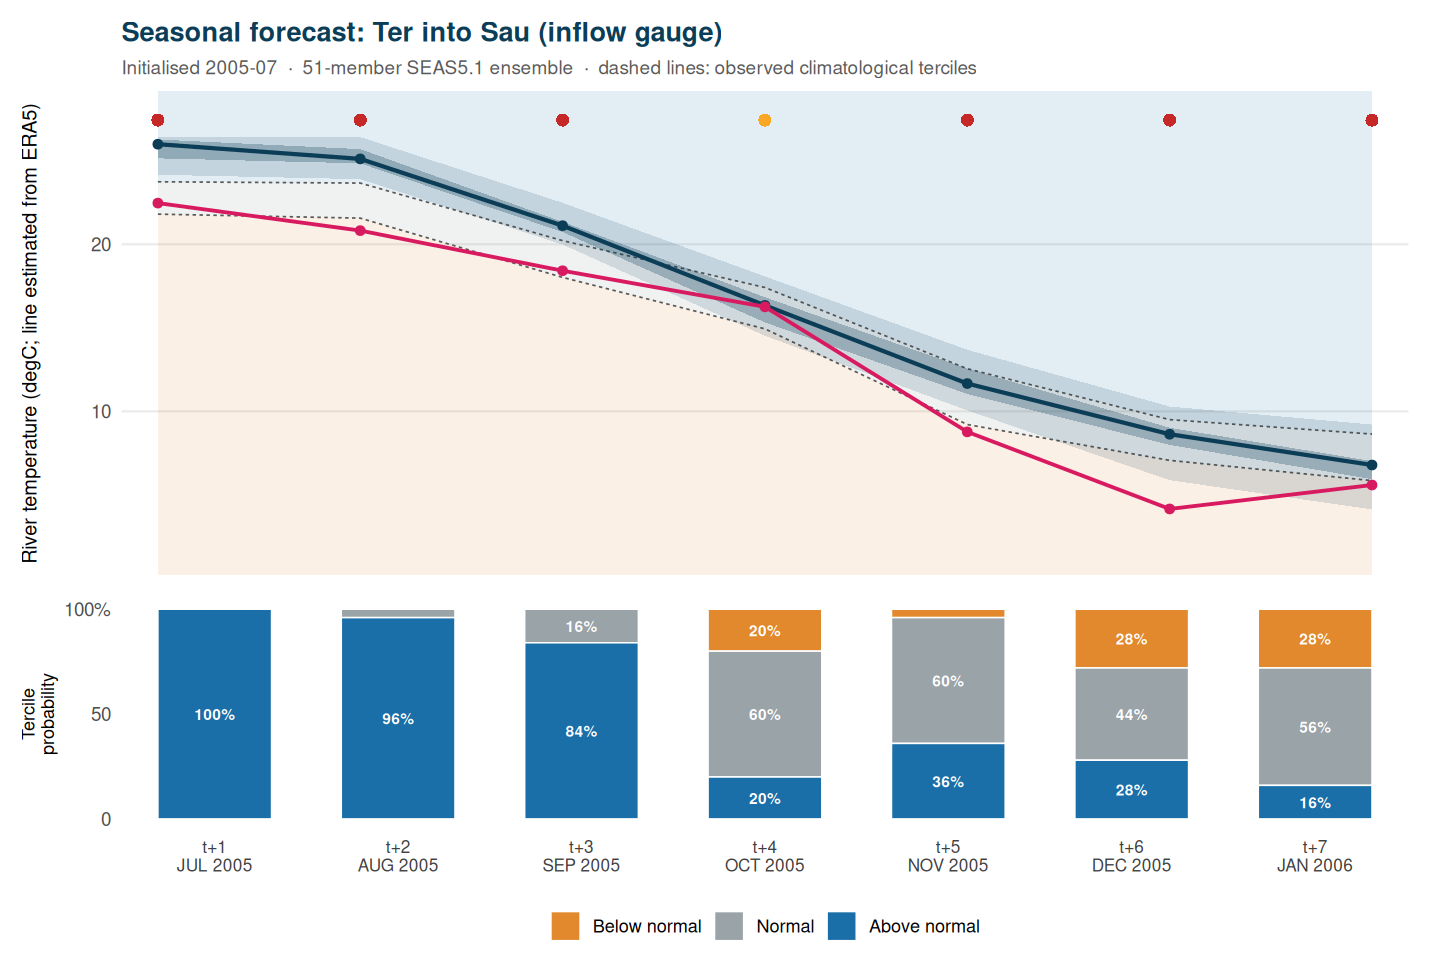 Seasonal forecast: Ter into Sau (inflow gauge)
Initialised 2005-07 · 51-member SEAS5.1 ensemble · dashed lines: observed climatological terciles
River temperature (degC; line estimated from ERA5)
20
10
Tercile
probability
100%
50
0
16%
20%
28%
28%
100%
96%
84%
60%
60%
44%
56%
20%
36%
28%
16%
t+1
JUL 2005
t+2
AUG 2005
t+3
SEP 2005
t+4
OCT 2005
t+5
NOV 2005
t+6
DEC 2005
t+7
JAN 2006
Below normal
Normal
Above normal